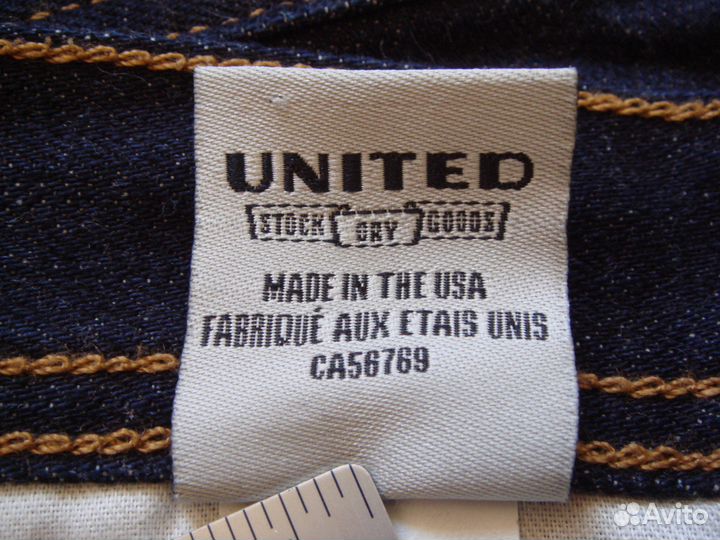 UNITED
STOCK DRY GOODS
MADE IN THE USA
FABRIQUÉ AUX ETAIS UNIS
CA56769
Avito